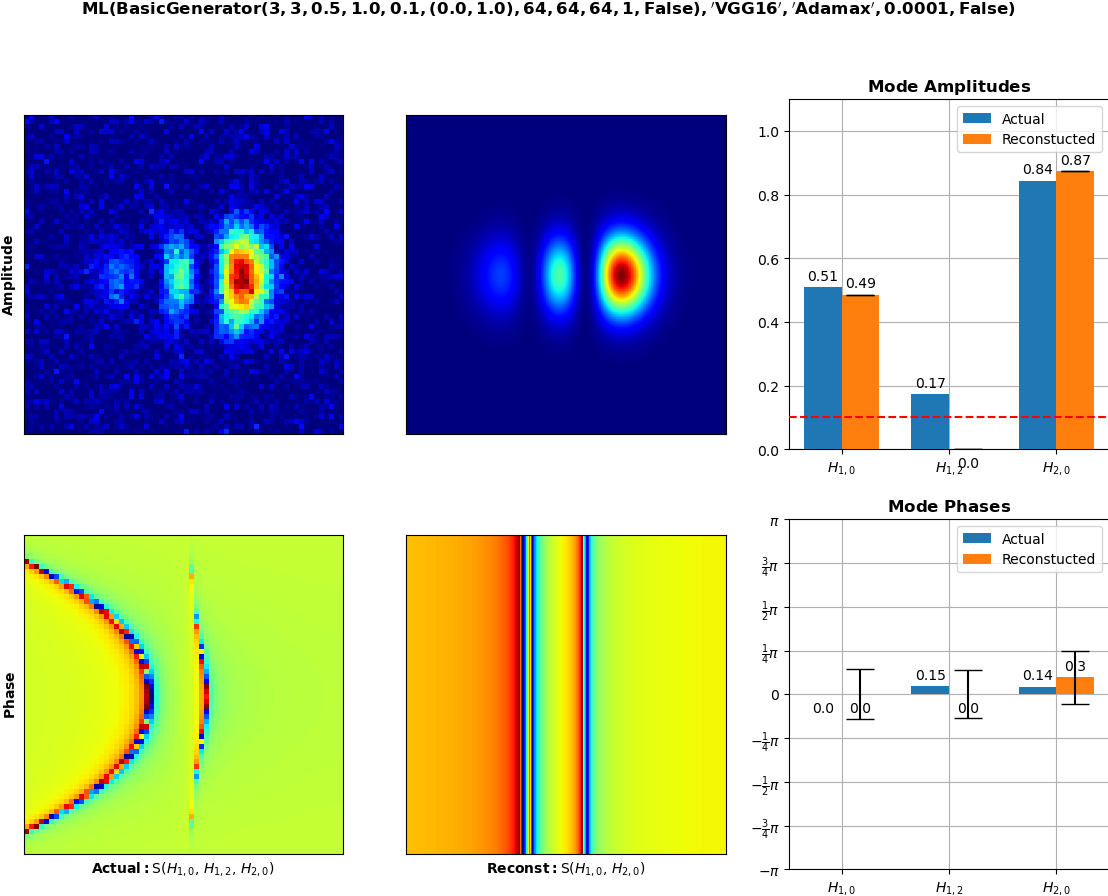 ML(BasicGenerator(3, 3, 0.5, 1.0, 0.1, (0.0, 1.0), 64, 64, 64, 1, False), ′VGG16′, ′Adamax′, 0.0001, False)
Amplitude
Mode Amplitudes
Actual
Reconstucted
1.0
0.8
0.6
0.4
0.2
0.0
0.51
0.49
0.17
0.0
0.84
0.87
H1,0
H1,2
H2,0
Phase
Actual: S(H1,0, H1,2, H2,0)
Reconst: S(H1,0, H2,0)
Mode Phases
Actual
Reconstucted
π
3/4π
1/2π
1/4π
0
−1/4π
−1/2π
−3/4π
−π
0.0
0.0
0.15
0.0
0.14
0.3
H1,0
H1,2
H2,0